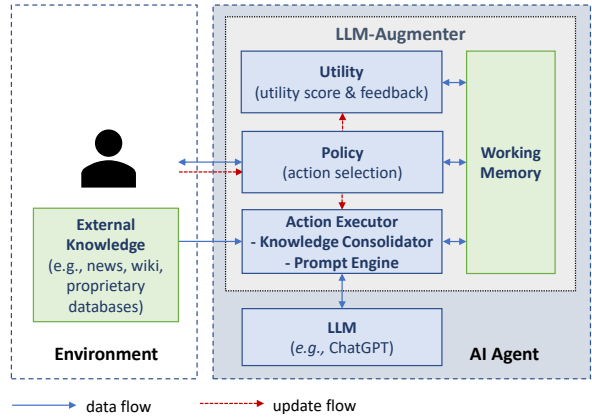 LLM-Augmenter
Utility
(utility score & feedback)
Policy
(action selection)
Working
Memory
External
Knowledge
(e.g., news, wiki,
proprietary
databases)
Action Executor
- Knowledge Consolidator
- Prompt Engine
LLM
(e.g., ChatGPT)
Environment
AI Agent
data flow
update flow